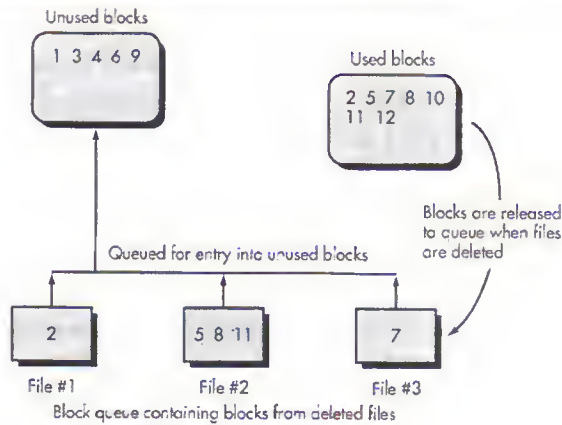 Unused blocks
1 3 4 6 9
Used blocks
2 5 7 8 10
11 12
Blocks are released
to queue when files
are deleted
Queued for entry into unused blocks
2
5 8 11
7
File #1
File #2
File #3
Block queue containing blocks from deleted files